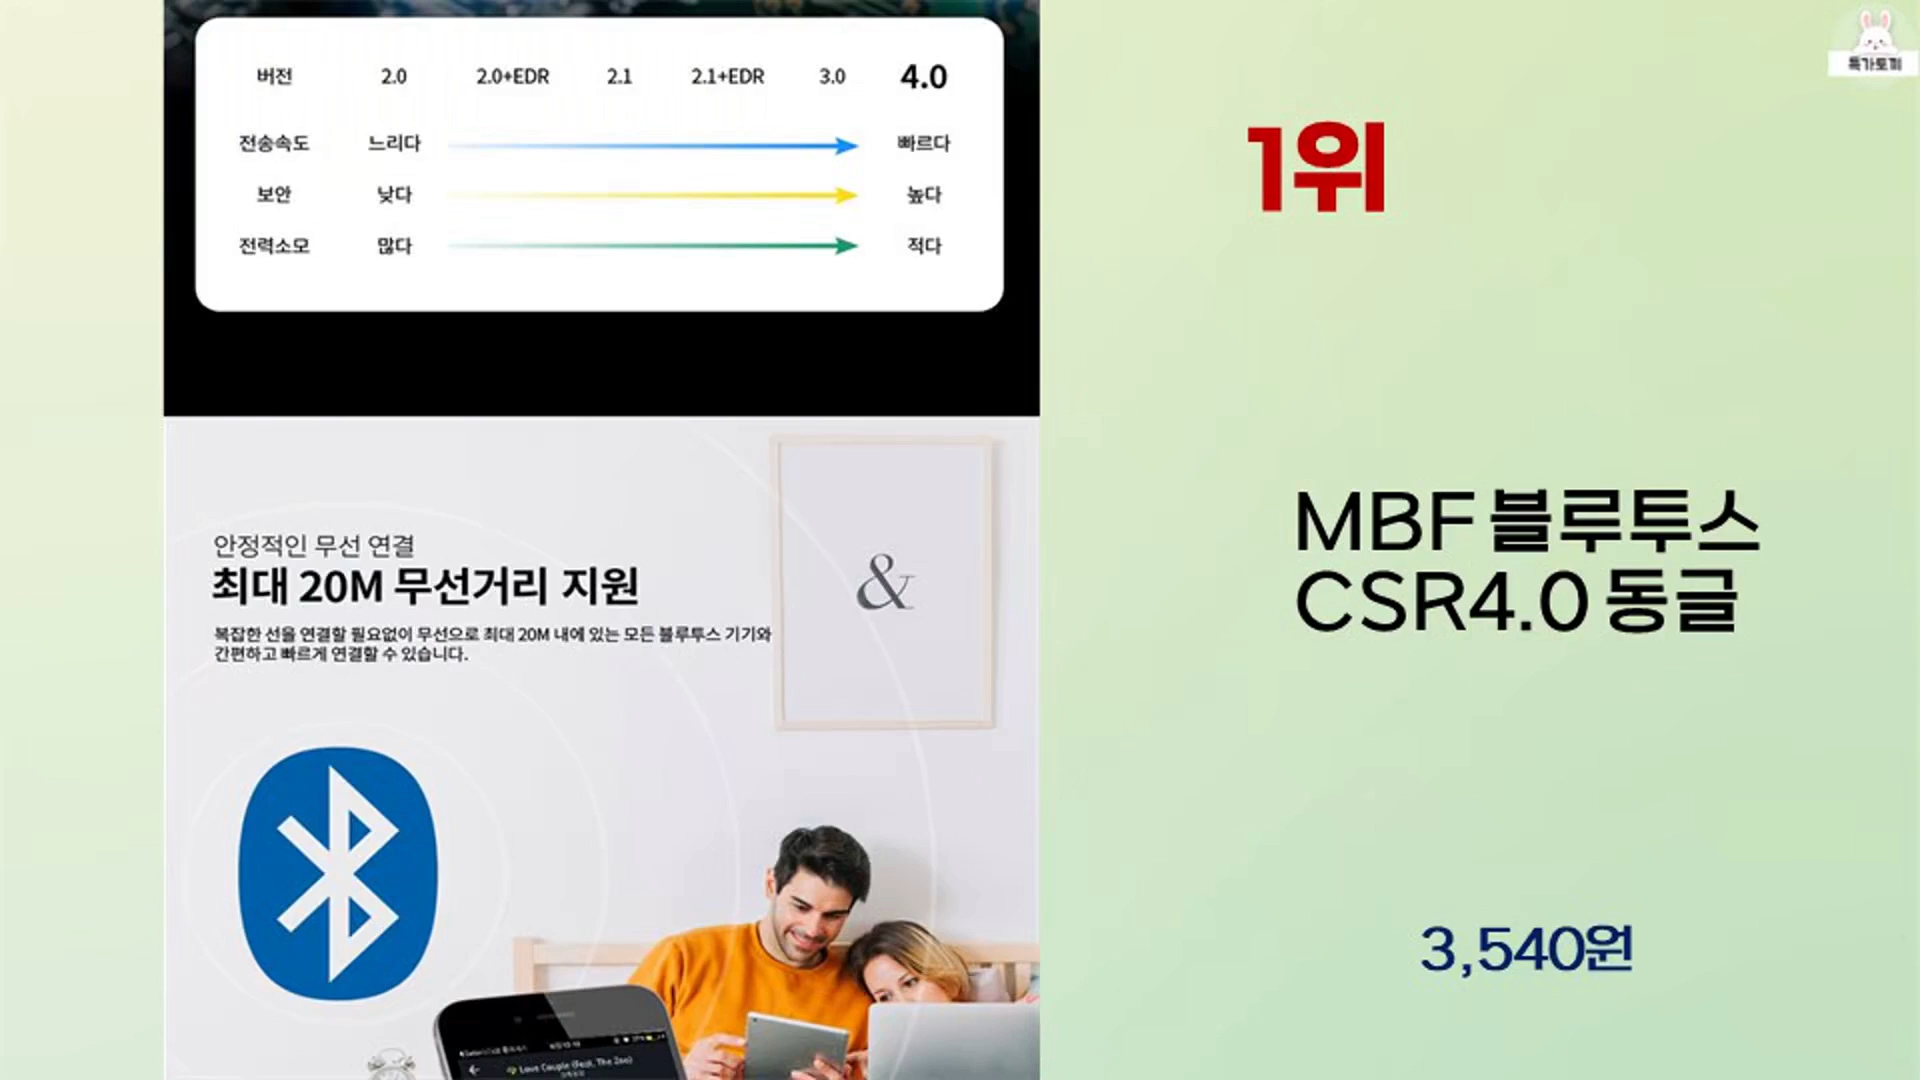 버전 2.0 2.0+EDR 2.1 2.1+EDR 3.0 4.0
전송속도 느리다 빠르다
보안 낮다 높다
전력소모 많다 적다
안정적인 무선 연결
최대 20M 무선거리 지원
복잡한 선을 연결할 필요없이 무선으로 최대 20M 내에 있는 모든 블루투스 기기와
간편하고 빠르게 연결할 수 있습니다.
&
Love Couple (Feat. The Zoo)
특가토끼
1위
MBF 블루투스
CSR4.0 동글
3,540원